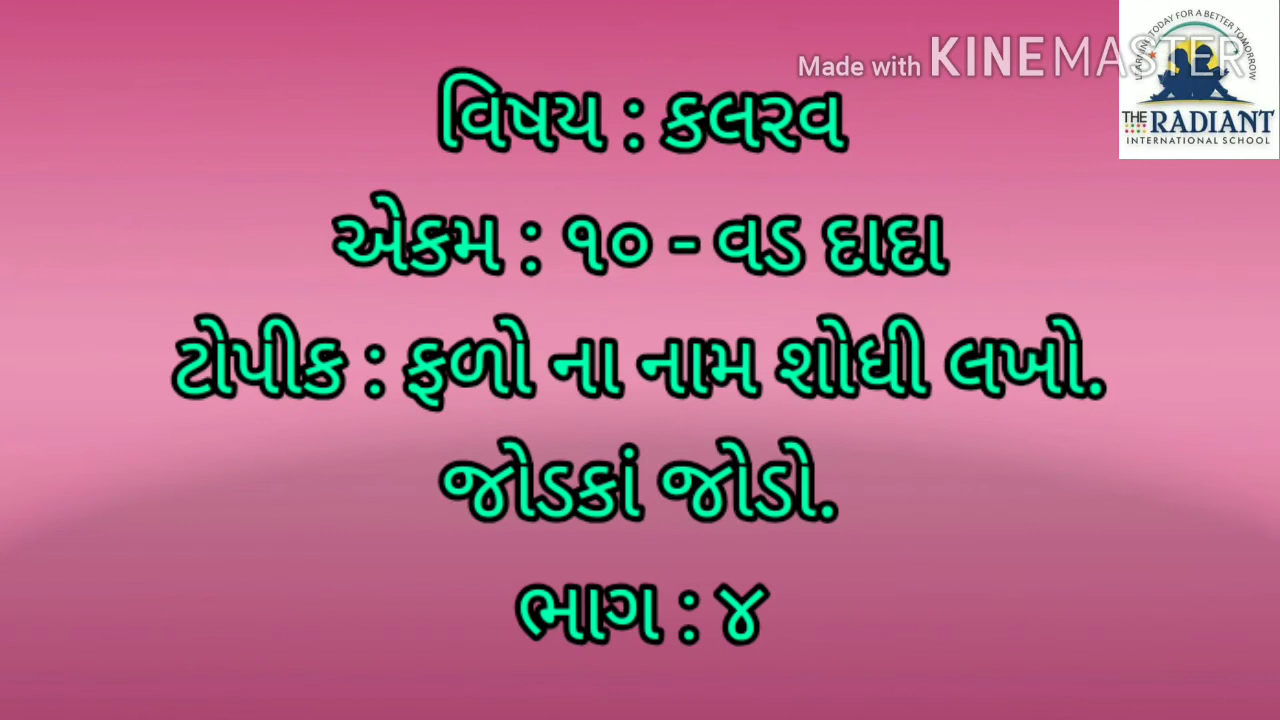 Made with KINEMASTER
THE RADIANT
INTERNATIONAL SCHOOL
વિષય : કલરવ
એકમ : ૧૦ - વડ દાદા
ટોપીક : ફળો ના નામ શોધી લખો.
જોડકાં જોડો.
ભાગ : ૪